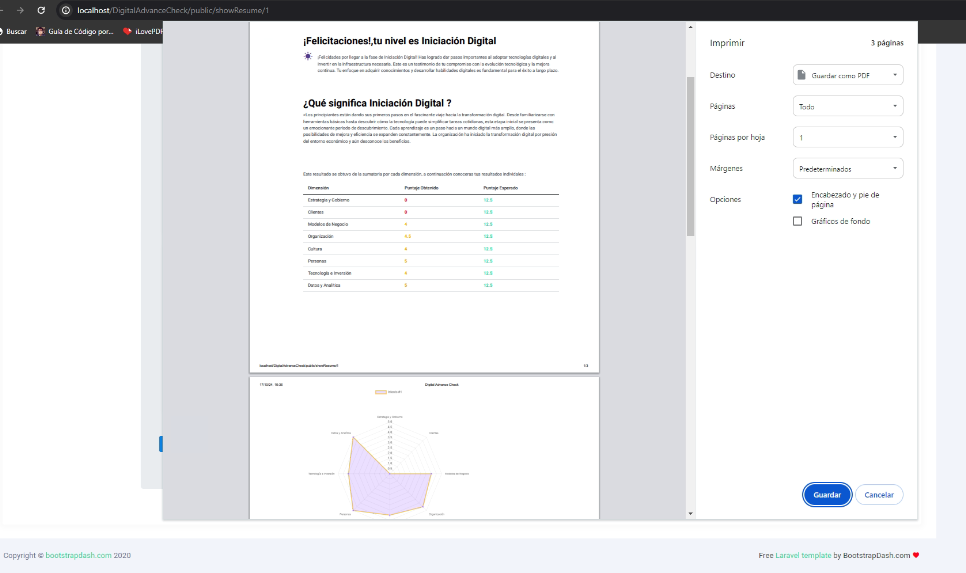 localhost/DigitalAdvanceCheck/public/showResume/1
Buscar
Guía de Código por...
iLovePDF
¡Felicitaciones!,tu nivel es Iniciación Digital
¡Felicidades por llegar a la fase de Iniciación Digital! Has logrado dar pasos importantes al adoptar tecnologías digitales y al
invertir en la infraestructura necesaria. Este es un testimonio de tu compromiso con la evolución tecnológica y la mejora
continua. Tu enfoque en adquirir conocimientos y desarrollar habilidades digitales es fundamental para el éxito a largo plazo.
¿Qué significa Iniciación Digital ?
Los principiantes están dando sus primeros pasos en el fascinante viaje hacia la transformación digital. Desde familiarizarse con
herramientas básicas hasta descubrir cómo la tecnología puede simplificar tareas cotidianas, esta etapa inicial se presenta como
un emocionante período de descubrimiento. Cada aprendizaje es un paso hacia un mundo digital más amplio, donde las
posibilidades de mejora y eficiencia se expanden constantemente. La organización ha iniciado la transformación digital por presión
del entorno económico y aún desconoce los beneficios.
Este resultado se obtuvo de la sumatoria por cada dimensión, a continuación conoceras tus resultados individuales :
Dimensión Puntaje Obtenido Puntaje Esperado
Estrategia y Gobierno 0 12.5
Clientes 0 12.5
Modelos de Negocio 4 12.5
Organización 4.5 12.5
Cultura 4 12.5
Personas 5 12.5
Tecnología e Inversión 4 12.5
Datos y Analítica 5 12.5
localhost/DigitalAdvanceCheck/public/showResume/1
1/3
Digital Advance Check
Estrategia y Gobierno
Clientes
Datos y Analítica
Modelos de Negocio
Tecnología e Inversión
Personas
Organización
Imprimir
3 páginas
Destino
Guardar como PDF
Páginas
Todo
Páginas por hoja
1
Márgenes
Predeterminados
Opciones
Encabezado y pie de
página
Gráficos de fondo
Guardar
Cancelar
Copyright © bootstrapdash.com 2020
Free Laravel template by BootstrapDash.com